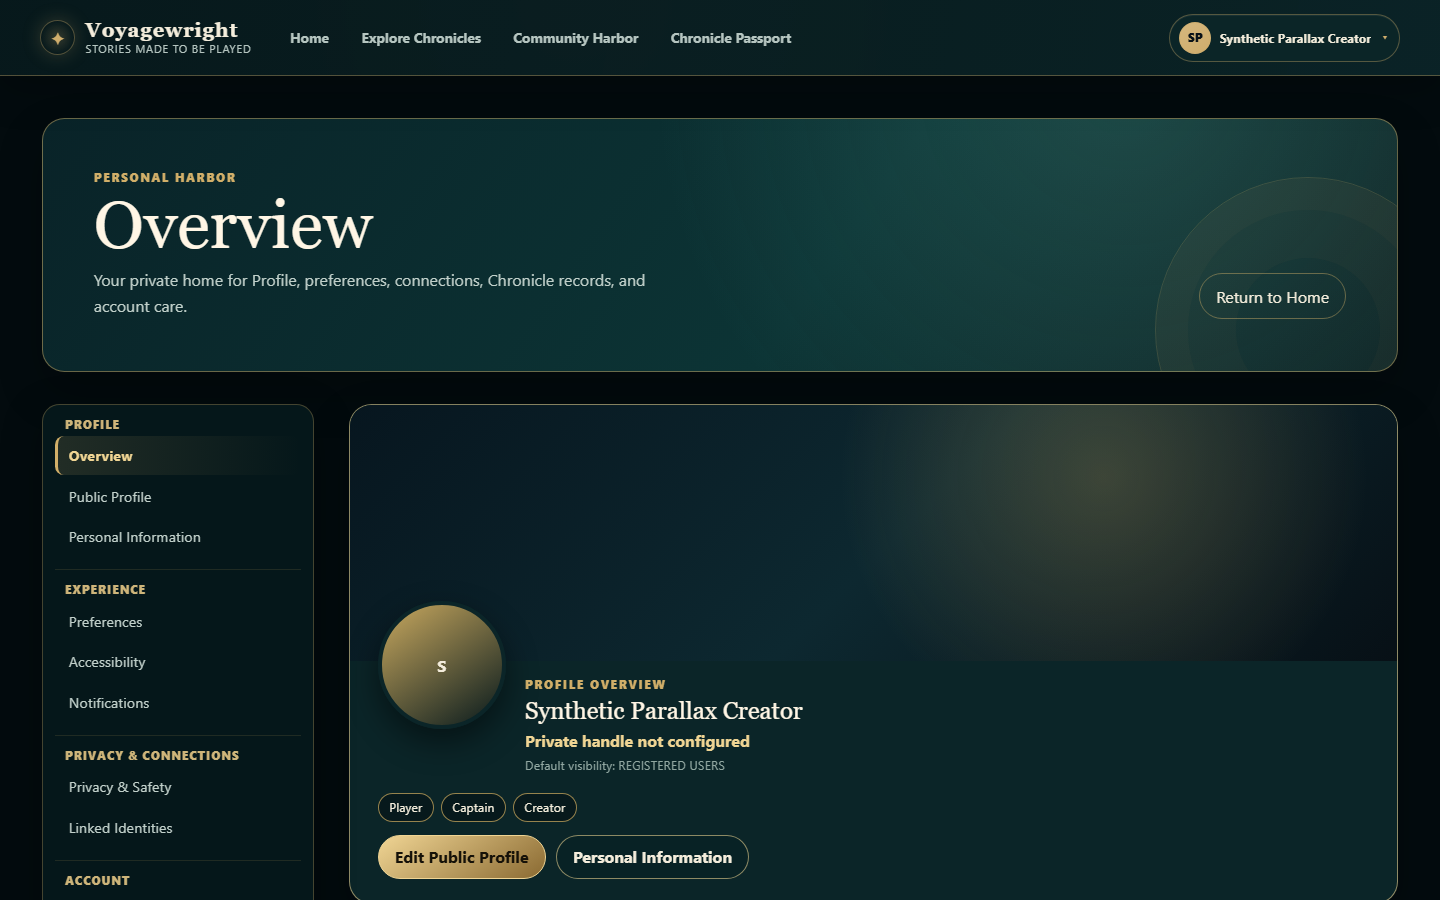 Voyagewright
STORIES MADE TO BE PLAYED
Home
Explore Chronicles
Community Harbor
Chronicle Passport
SP
Synthetic Parallax Creator
PERSONAL HARBOR
Overview
Your private home for Profile, preferences, connections, Chronicle records, and
account care.
Return to Home
PROFILE
Overview
Public Profile
Personal Information
EXPERIENCE
Preferences
Accessibility
Notifications
PRIVACY & CONNECTIONS
Privacy & Safety
Linked Identities
ACCOUNT
S
PROFILE OVERVIEW
Synthetic Parallax Creator
Private handle not configured
Default visibility: REGISTERED USERS
Player
Captain
Creator
Edit Public Profile
Personal Information